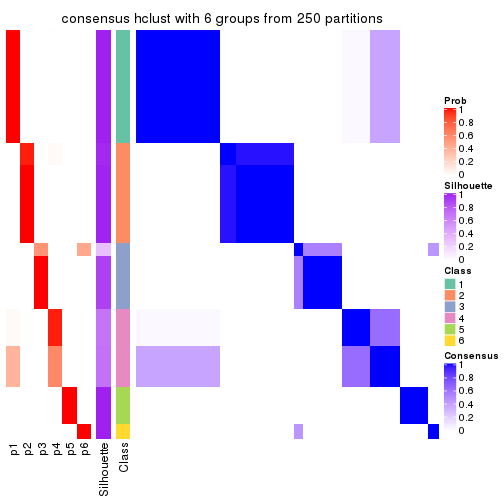 consensus hclust with 6 groups from 250 partitions
Prob
1
0.8
0.6
0.4
0.2
0
Silhouette
1
0.8
0.6
0.4
0.2
0
Class
1
2
3
4
5
6
Consensus
1
0.8
0.6
0.4
0.2
0
p1
p2
p3
p4
p5
p6
Silhouette
Class